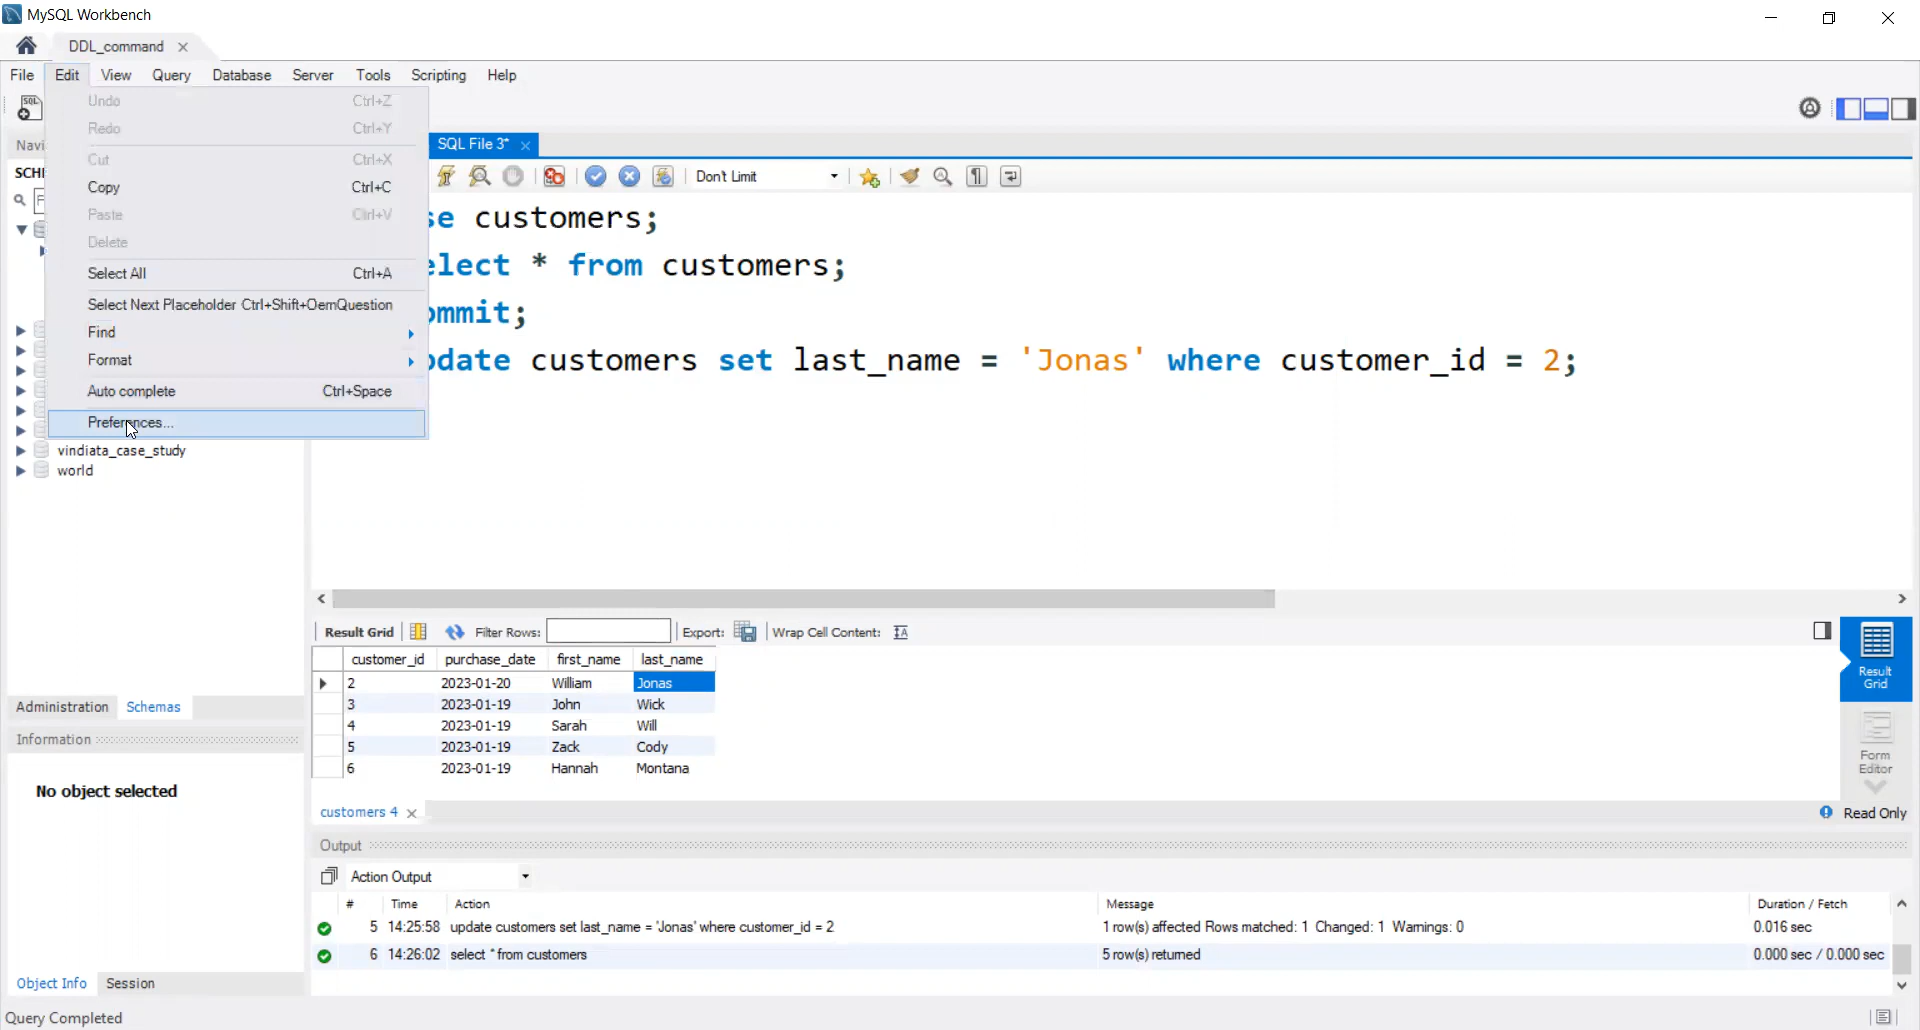 MySQL Workbench
DDL_command
File Edit View Query Database Server Tools Scripting Help
SQL
Undo Ctrl+Z
Redo Ctrl+Y
Cut Ctrl+X
Copy Ctrl+C
Paste Ctrl+V
Delete
Select All Ctrl+A
Select Next Placeholder Ctrl+Shift+OemQuestion
Find
Format
Auto complete Ctrl+Space
Preferences...
Navi
SCHE
F
vindiata_case_study
world
SQL File 3*
Don't Limit
se customers;
elect * from customers;
ommit;
pdate customers set last_name = 'Jonas' where customer_id = 2;
Result Grid Filter Rows: Export: Wrap Cell Content:
customer_id purchase_date first_name last_name
2 2023-01-20 William Jonas
3 2023-01-19 John Wick
4 2023-01-19 Sarah Will
5 2023-01-19 Zack Cody
6 2023-01-19 Hannah Montana
Result
Grid
Form
Editor
customers 4
Read Only
Administration Schemas
Information
No object selected
Object Info Session
Output
Action Output
# Time Action Message Duration / Fetch
5 14:25:58 update customers set last_name = 'Jonas' where customer_id = 2 1 row(s) affected Rows matched: 1 Changed: 1 Warnings: 0 0.016 sec
6 14:26:02 select * from customers 5 row(s) returned 0.000 sec / 0.000 sec
Query Completed